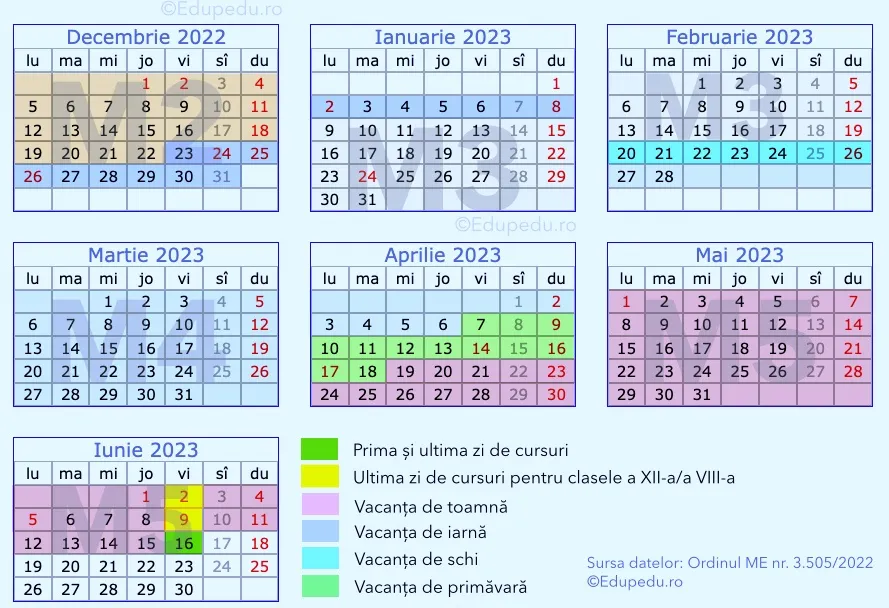 ©Edupedu.ro
Decembrie 2022
lu ma mi jo vi sî du
1 2 3 4
5 6 7 8 9 10 11
12 13 14 15 16 17 18
19 20 21 22 23 24 25
26 27 28 29 30 31
M2
Ianuarie 2023
lu ma mi jo vi sî du
1
2 3 4 5 6 7 8
9 10 11 12 13 14 15
16 17 18 19 20 21 22
23 24 25 26 27 28 29
30 31
M3
Februarie 2023
lu ma mi jo vi sî du
1 2 3 4 5
6 7 8 9 10 11 12
13 14 15 16 17 18 19
20 21 22 23 24 25 26
27 28
M3
©Edupedu.ro
Martie 2023
lu ma mi jo vi sî du
1 2 3 4 5
6 7 8 9 10 11 12
13 14 15 16 17 18 19
20 21 22 23 24 25 26
27 28 29 30 31
M4
Aprilie 2023
lu ma mi jo vi sî du
1 2
3 4 5 6 7 8 9
10 11 12 13 14 15 16
17 18 19 20 21 22 23
24 25 26 27 28 29 30
Mai 2023
lu ma mi jo vi sî du
1 2 3 4 5 6 7
8 9 10 11 12 13 14
15 16 17 18 19 20 21
22 23 24 25 26 27 28
29 30 31
M5
Iunie 2023
lu ma mi jo vi sî du
1 2 3 4
5 6 7 8 9 10 11
12 13 14 15 16 17 18
19 20 21 22 23 24 25
26 27 28 29 30
M5
Prima și ultima zi de cursuri
Ultima zi de cursuri pentru clasele a XII-a/a VIII-a
Vacanța de toamnă
Vacanța de iarnă
Vacanța de schi
Vacanța de primăvară
Sursa datelor: Ordinul ME nr. 3.505/2022
©Edupedu.ro